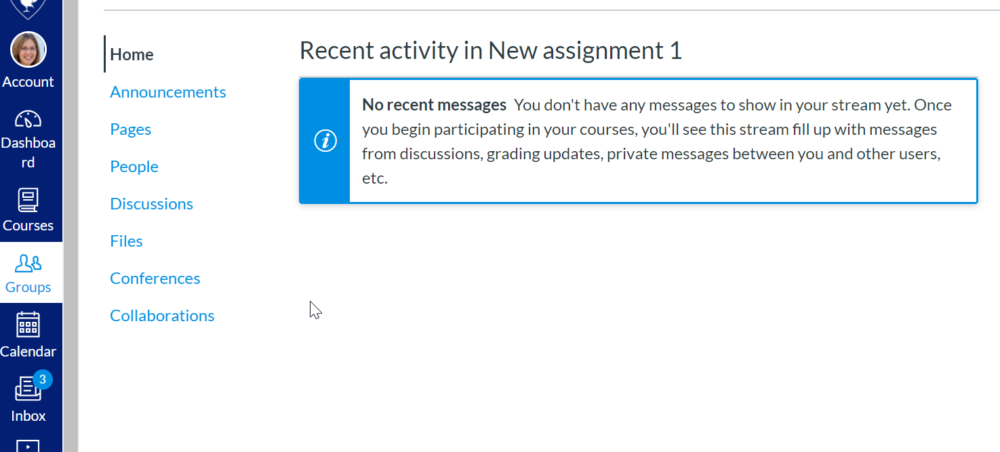 Account
Dashboa
rd
Courses
Groups
Calendar
3
Inbox
Home
Announcements
Pages
People
Discussions
Files
Conferences
Collaborations
Recent activity in New assignment 1
No recent messages You don't have any messages to show in your stream yet. Once
you begin participating in your courses, you'll see this stream fill up with messages
from discussions, grading updates, private messages between you and other users,
etc.